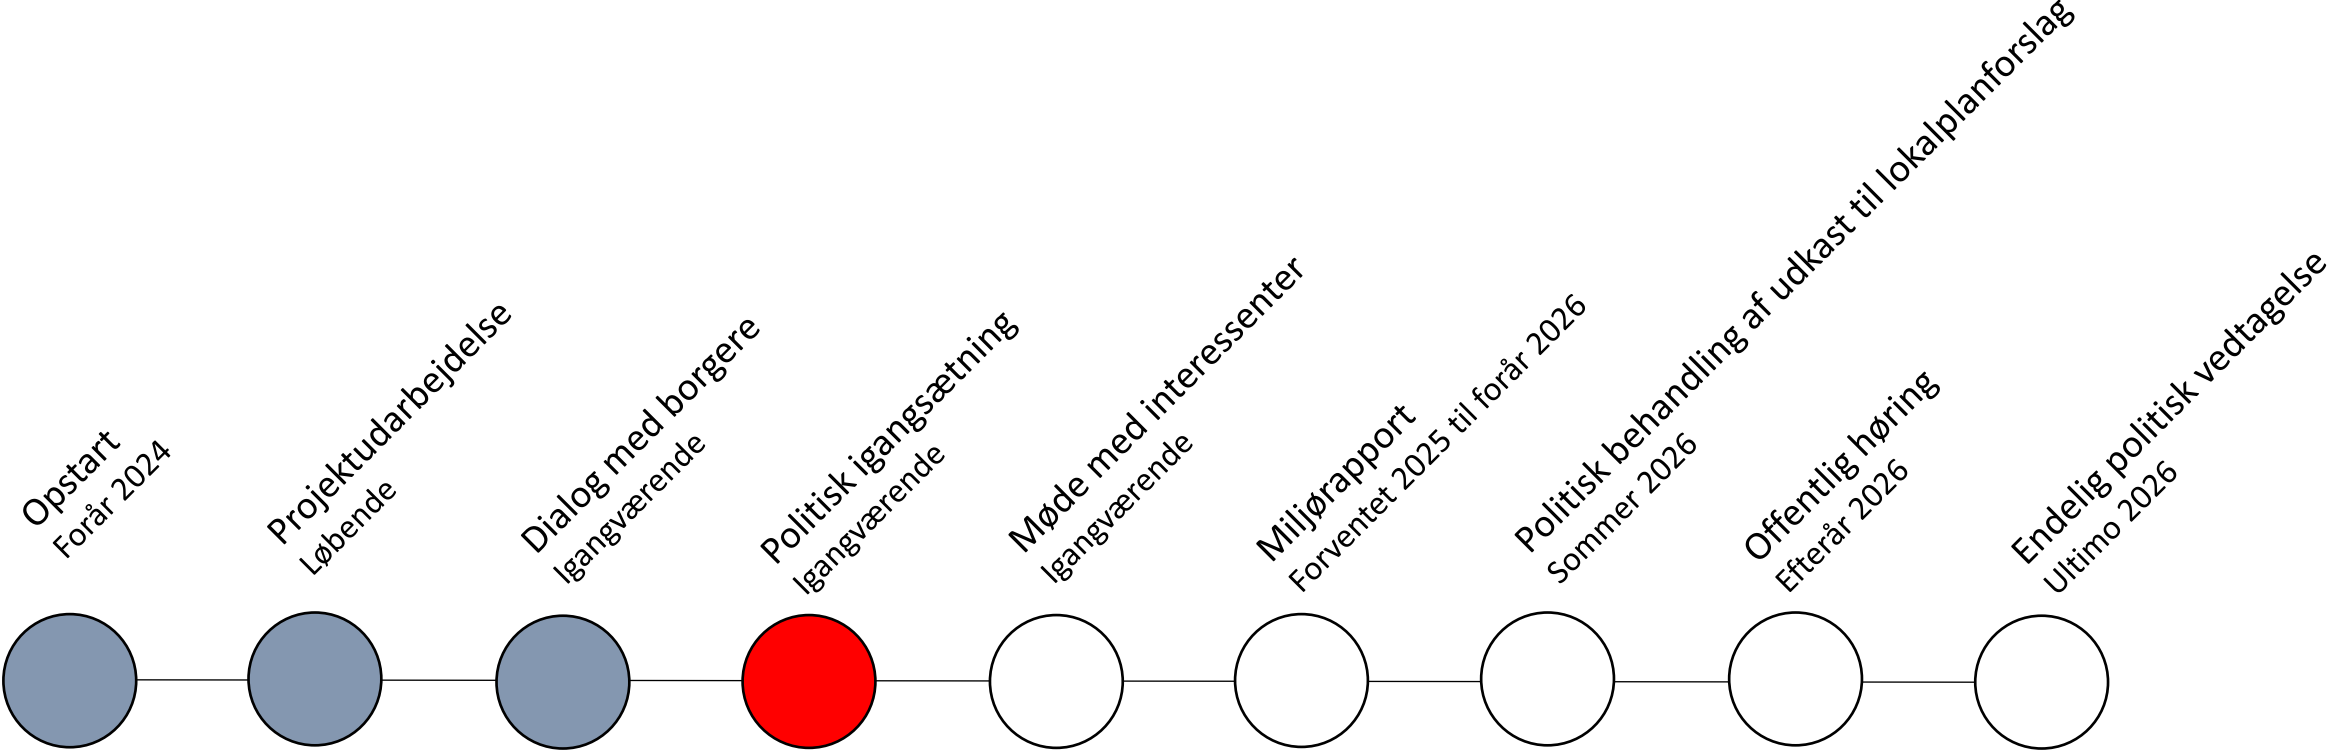 Opstart
Forår 2024
Projektudarbejdelse
Løbende
Dialog med borgere
Igangværende
Politisk igangsætning
Igangværende
Møde med interessenter
Igangværende
Miljørapport
Forventet 2025 til forår 2026
Politisk behandling af udkast til lokalplanforslag
Sommer 2026
Offentlig høring
Efterår 2026
Endelig politisk vedtagelse
Ultimo 2026